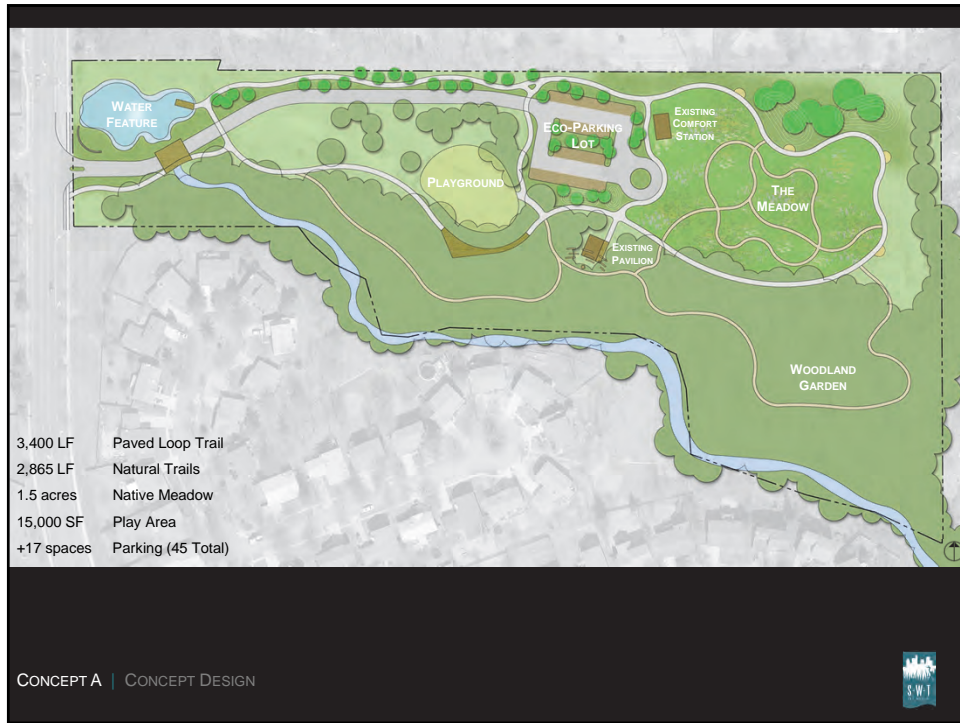 WATER
FEATURE
ECO-PARKING
LOT
EXISTING
COMFORT
STATION
PLAYGROUND
THE
MEADOW
EXISTING
PAVILION
WOODLAND
GARDEN
3,400 LF Paved Loop Trail
2,865 LF Natural Trails
1.5 acres Native Meadow
15,000 SF Play Area
+17 spaces Parking (45 Total)
CONCEPT A | CONCEPT DESIGN
SWT